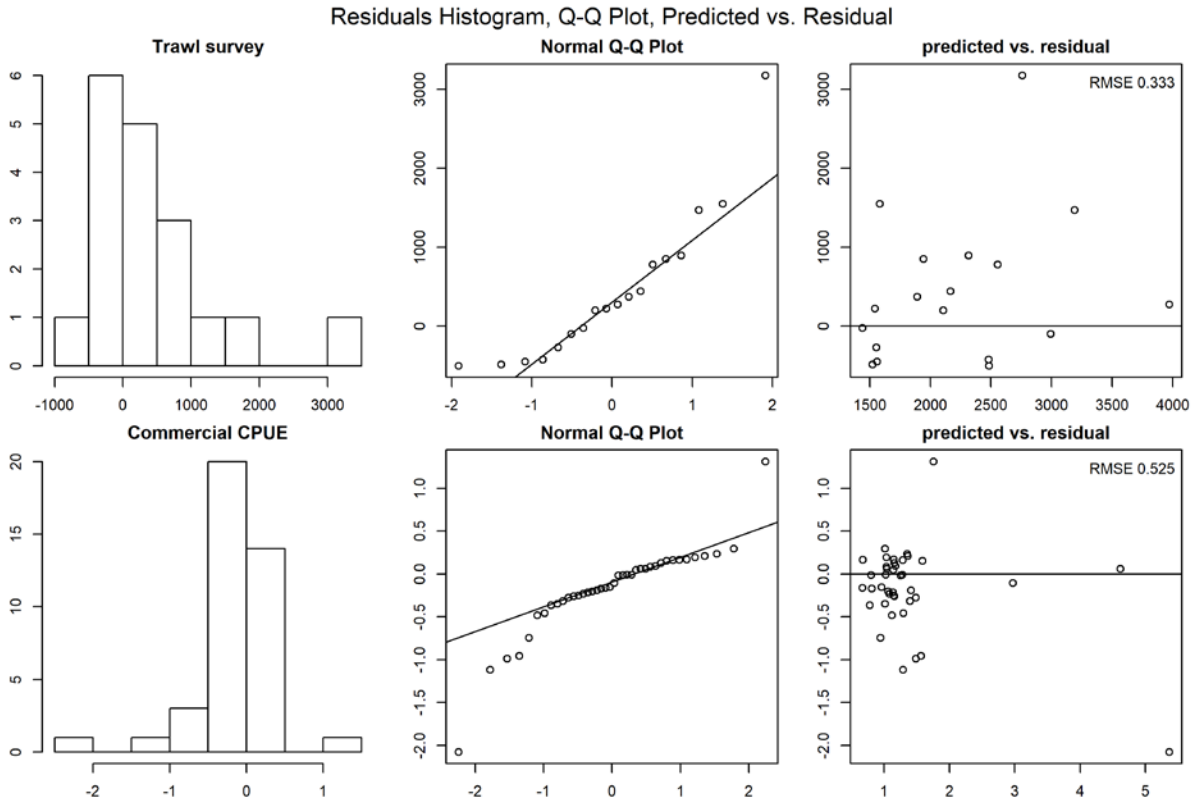 Residuals Histogram, Q-Q Plot, Predicted vs. Residual
Trawl survey
0 1 2 3 4 5 6
-1000 0 1000 2000 3000
Normal Q-Q Plot
0 1000 2000 3000
-2 -1 0 1 2
predicted vs. residual
RMSE 0.333
0 1000 2000 3000
1500 2000 2500 3000 3500 4000
Commercial CPUE
0 5 10 15 20
-2 -1 0 1
Normal Q-Q Plot
-2.0 -1.5 -1.0 -0.5 0.0 0.5 1.0
-2 -1 0 1 2
predicted vs. residual
RMSE 0.525
-2.0 -1.5 -1.0 -0.5 0.0 0.5 1.0
1 2 3 4 5